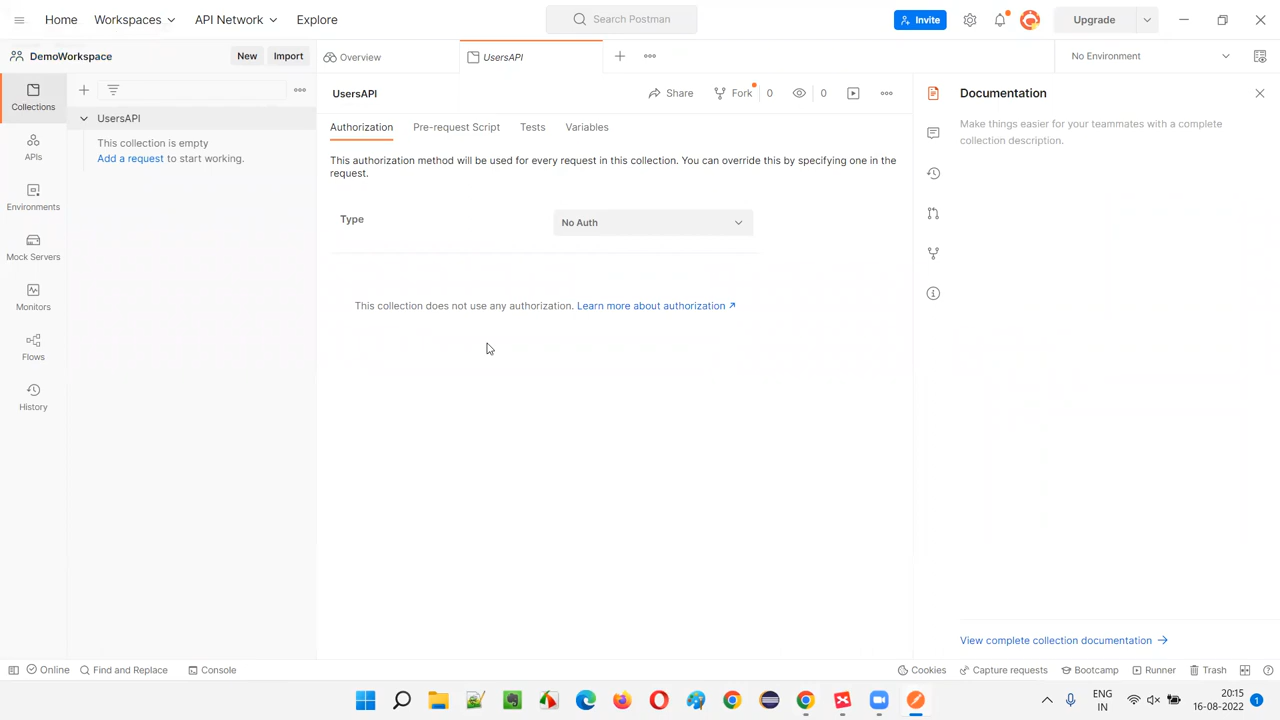 Home Workspaces API Network Explore Search Postman Invite Upgrade
DemoWorkspace New Import Overview UsersAPI No Environment
Collections
APIs
Environments
Mock Servers
Monitors
Flows
History
UsersAPI
This collection is empty
Add a request to start working.
UsersAPI Share Fork 0 0
Authorization Pre-request Script Tests Variables
This authorization method will be used for every request in this collection. You can override this by specifying one in the
request.
Type No Auth
This collection does not use any authorization. Learn more about authorization
Documentation
Make things easier for your teammates with a complete
collection description.
View complete collection documentation
Online Find and Replace Console Cookies Capture requests Bootcamp Runner Trash
ENG
IN
20:15
16-08-2022
1